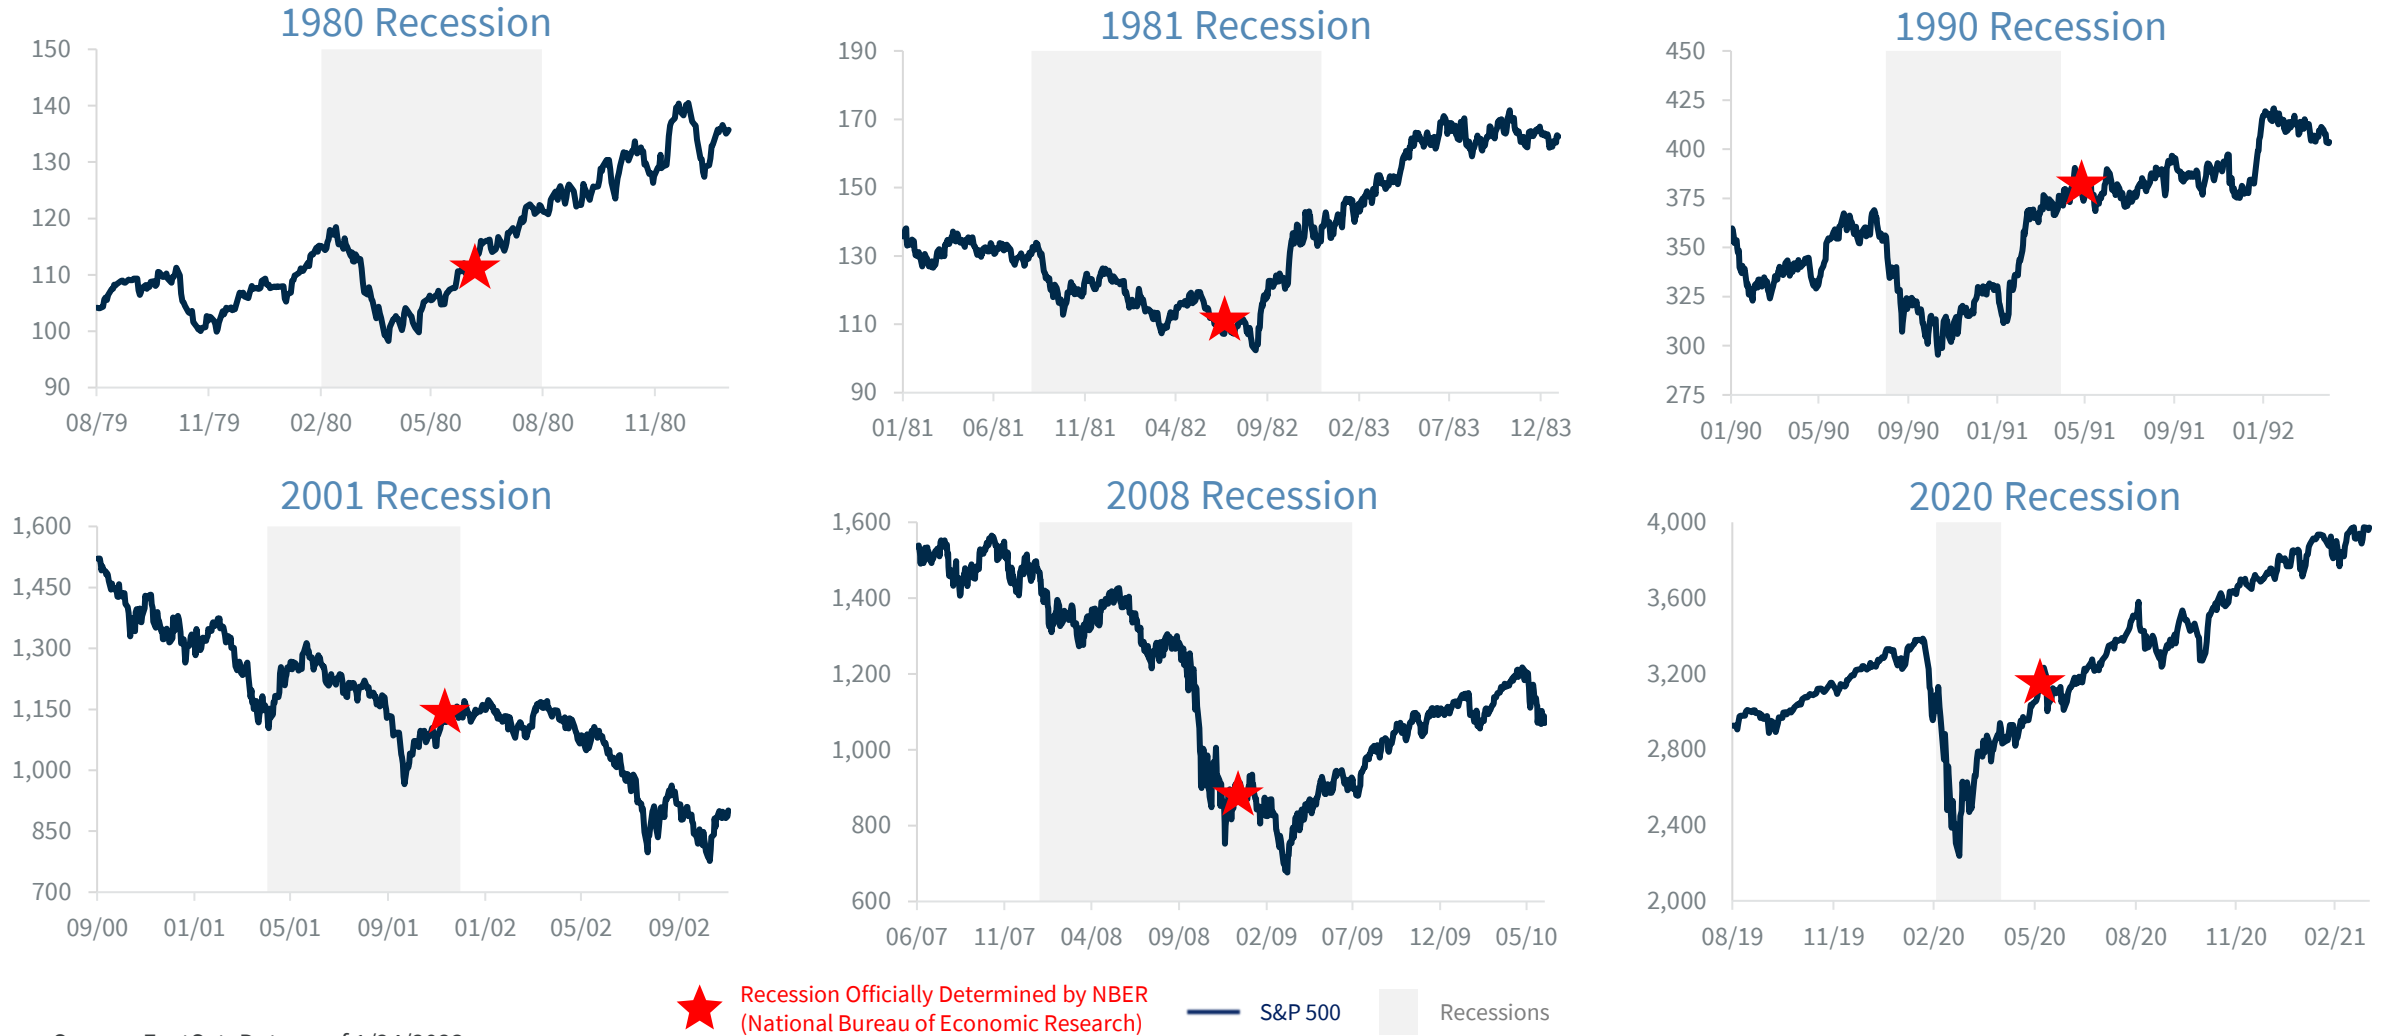 1980 Recession
150
140
130
120
110
100
90
08/79 11/79 02/80 05/80 08/80 11/80
1981 Recession
190
170
150
130
110
90
01/81 06/81 11/81 04/82 09/82 02/83 07/83 12/83
1990 Recession
450
425
400
375
350
325
300
275
01/90 05/90 09/90 01/91 05/91 09/91 01/92
2001 Recession
1,600
1,450
1,300
1,150
1,000
850
700
09/00 01/01 05/01 09/01 01/02 05/02 09/02
2008 Recession
1,600
1,400
1,200
1,000
800
600
06/07 11/07 04/08 09/08 02/09 07/09 12/09 05/10
2020 Recession
4,000
3,600
3,200
2,800
2,400
2,000
08/19 11/19 02/20 05/20 08/20 11/20 02/21
Recession Officially Determined by NBER
(National Bureau of Economic Research)
S&P 500
Recessions